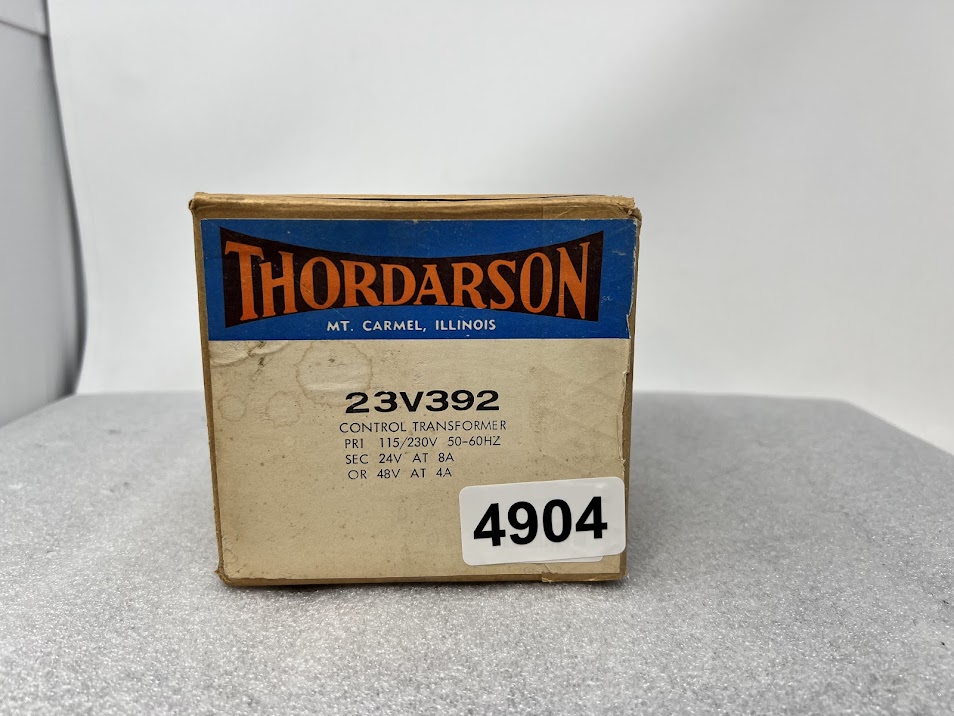 THORDARSON
MT. CARMEL, ILLINOIS
23V392
CONTROL TRANSFORMER
PRI 115/230V 50-60HZ
SEC 24V AT 8A
OR 48V AT 4A
4904